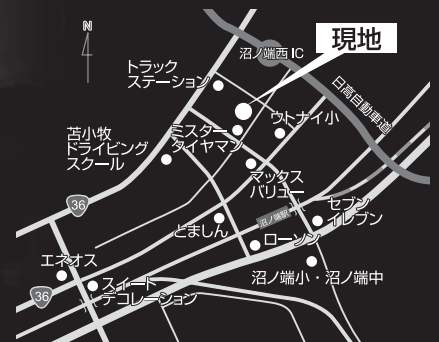 N
沼ノ端西IC
現地
トラック
ステーション
日高自動車道
ウトナイ小
ミスター
タイヤマン
苫小牧
ドライビング
スクール
マックス
バリュー
36
沼ノ端駅
セブン
イレブン
とましん
ローソン
エネオス
沼ノ端小・沼ノ端中
スイート
デコレーション
36